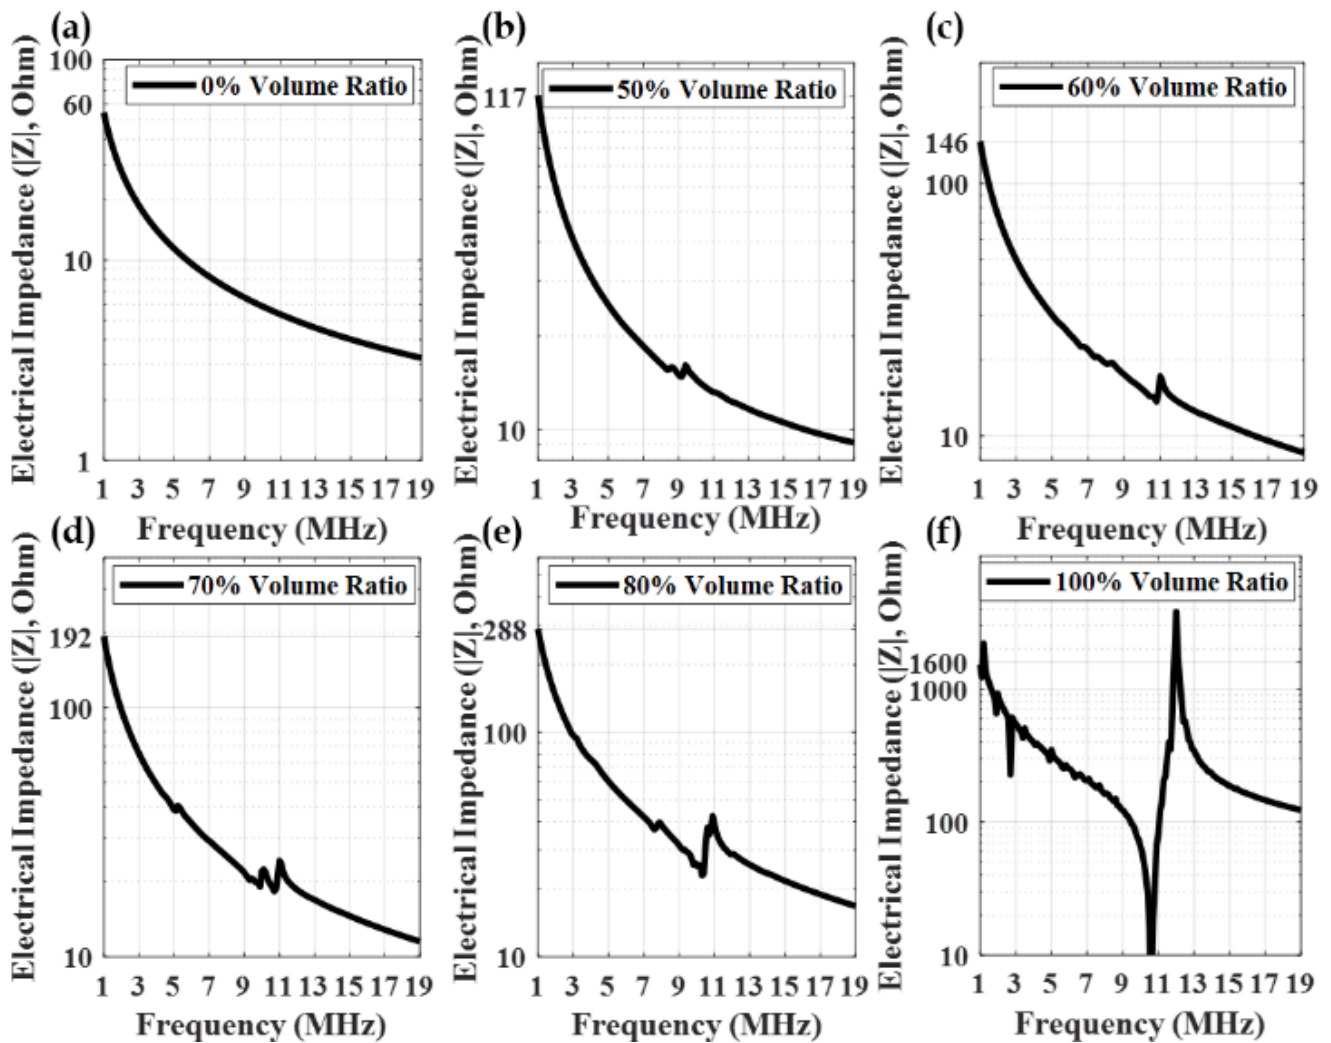 (a)
Electrical Impedance (|Z|, Ohm)
100
60
10
1
0% Volume Ratio
1 3 5 7 9 11 13 15 17 19
Frequency (MHz)
(b)
Electrical Impedance (|Z|, Ohm)
117
10
50% Volume Ratio
1 3 5 7 9 11 13 15 17 19
Frequency (MHz)
(c)
Electrical Impedance (|Z|, Ohm)
146
100
10
60% Volume Ratio
1 3 5 7 9 11 13 15 17 19
Frequency (MHz)
(d)
Electrical Impedance (|Z|, Ohm)
192
100
10
70% Volume Ratio
1 3 5 7 9 11 13 15 17 19
Frequency (MHz)
(e)
Electrical Impedance (|Z|, Ohm)
288
100
10
80% Volume Ratio
1 3 5 7 9 11 13 15 17 19
Frequency (MHz)
(f)
Electrical Impedance (|Z|, Ohm)
1600
1000
100
10
100% Volume Ratio
1 3 5 7 9 11 13 15 17 19
Frequency (MHz)